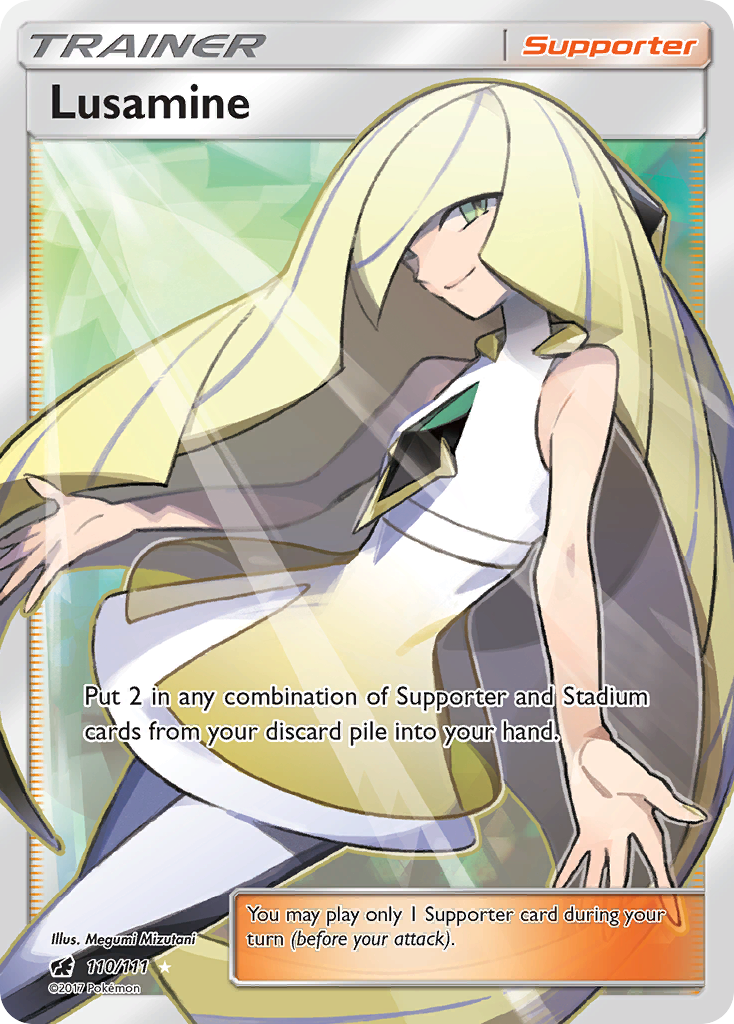 TRAINER
Supporter
Lusamine
Put 2 in any combination of Supporter and Stadium
cards from your discard pile into your hand.
You may play only 1 Supporter card during your
turn (before your attack).
Illus. Megumi Mizutani
110/111
©2017 Pokémon